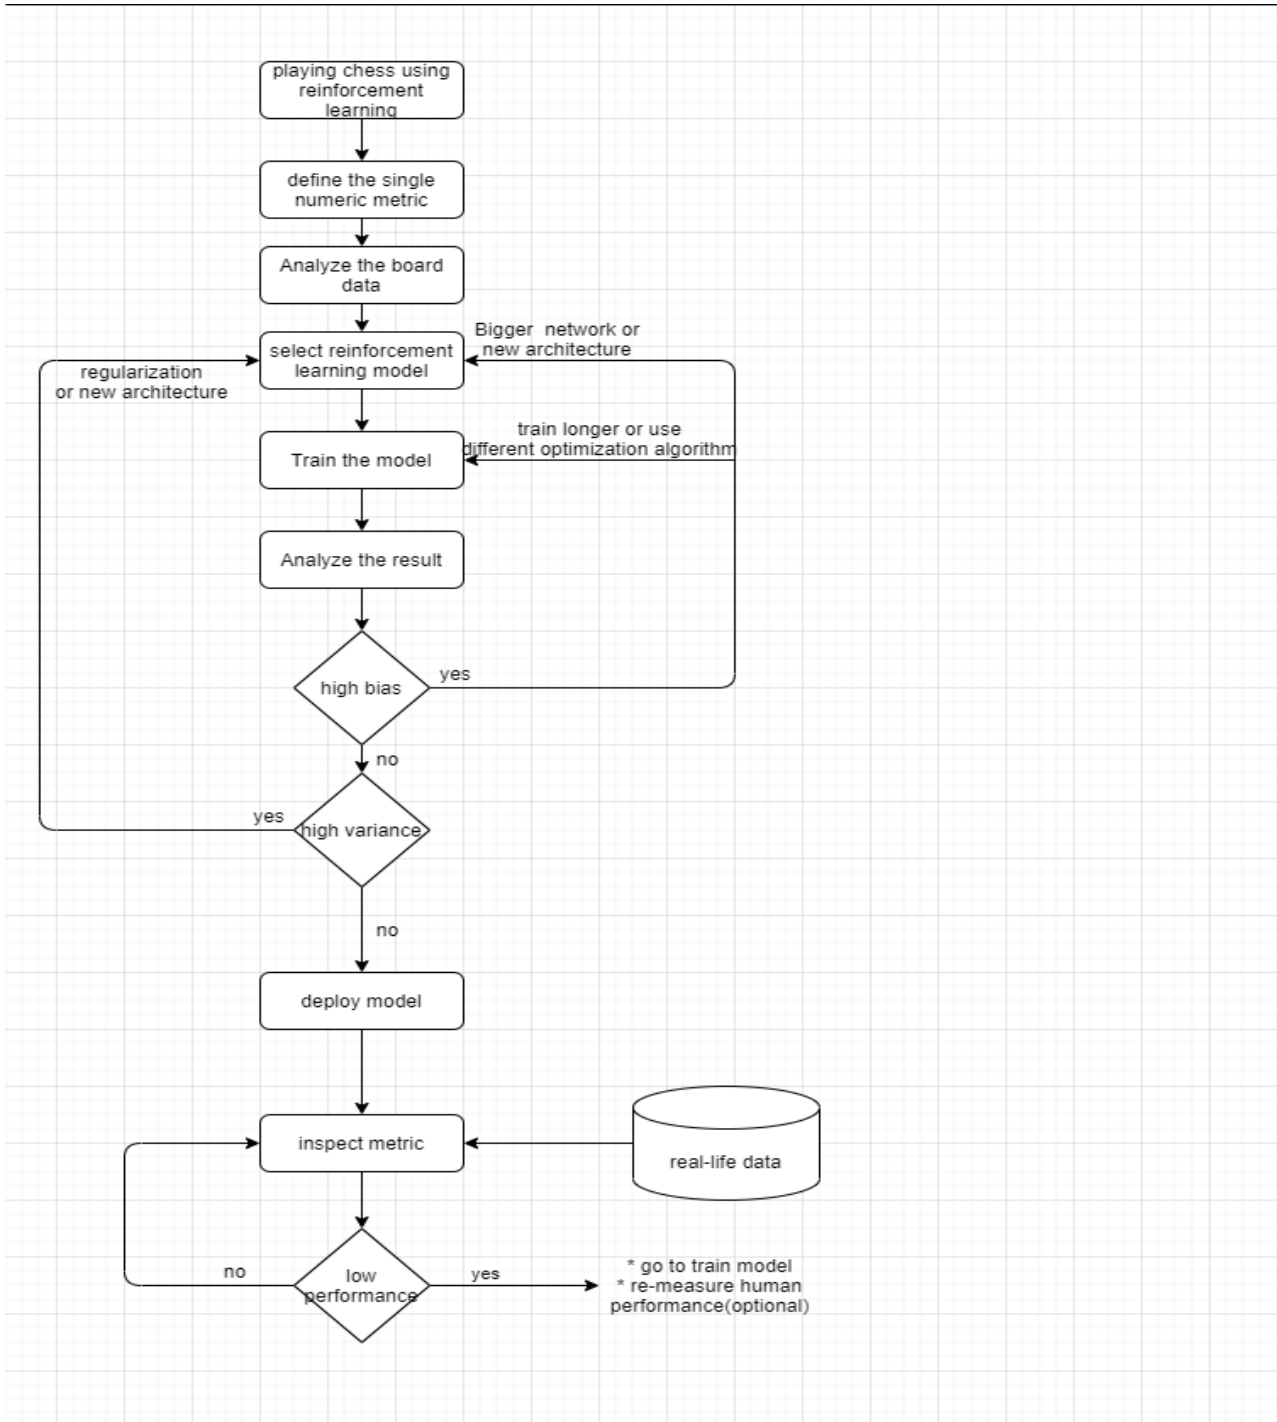 playing chess using
reinforcement
learning
define the single
numeric metric
Analyze the board
data
Bigger network or
new architecture
select reinforcement
learning model
regularization
or new architecture
train longer or use
different optimization algorithm
Train the model
Analyze the result
high bias
yes
no
yes
high variance
no
deploy model
inspect metric
real-life data
no
low
performance
yes
* go to train model
* re-measure human
performance(optional)